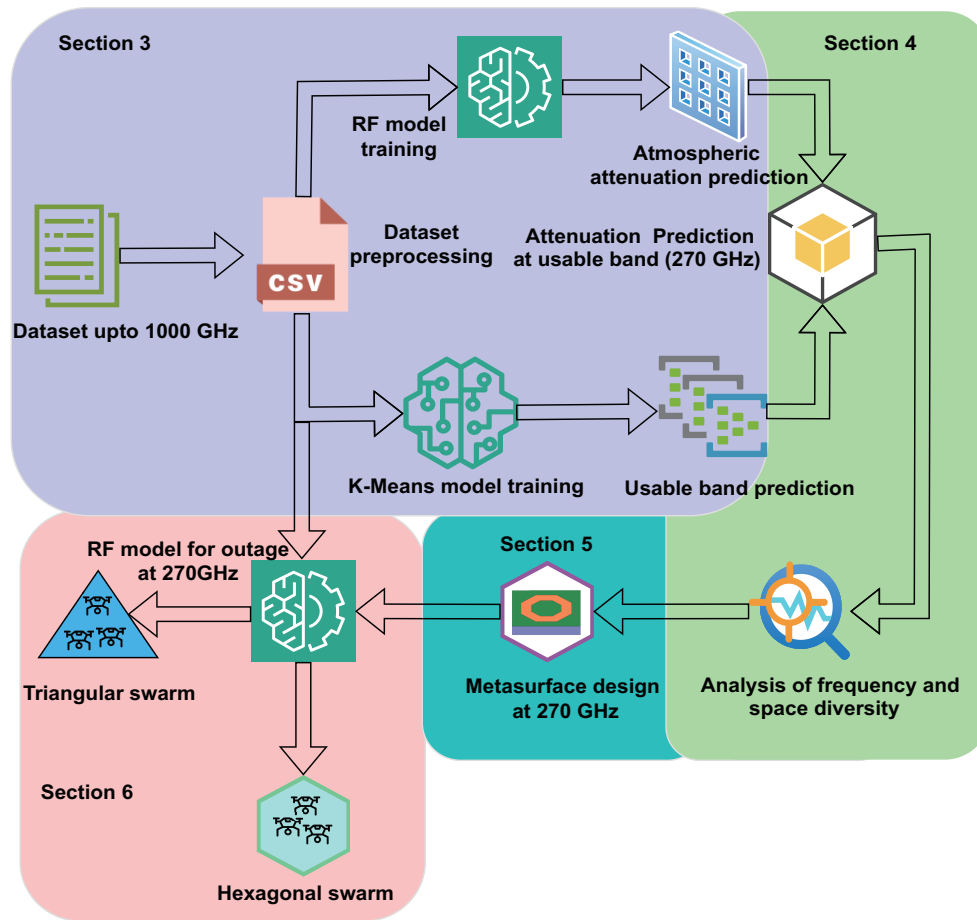 Section 3
Section 4
RF model
training
Atmospheric
attenuation prediction
Dataset
preprocessing
Attenuation Prediction
at usable band (270 GHz)
CSV
Dataset upto 1000 GHz
K-Means model training
Usable band prediction
RF model for outage
at 270GHz
Section 5
Triangular swarm
Metasurface design
at 270 GHz
Analysis of frequency and
space diversity
Section 6
Hexagonal swarm